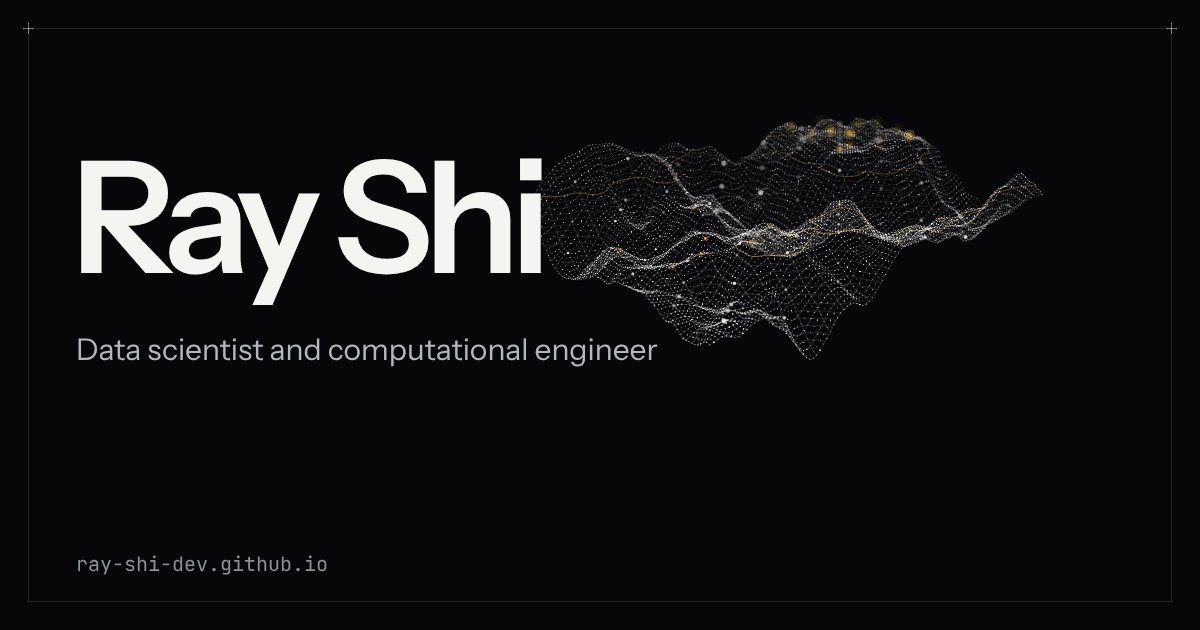 Ray Shi
Data scientist and computational engineer
ray-shi-dev.github.io